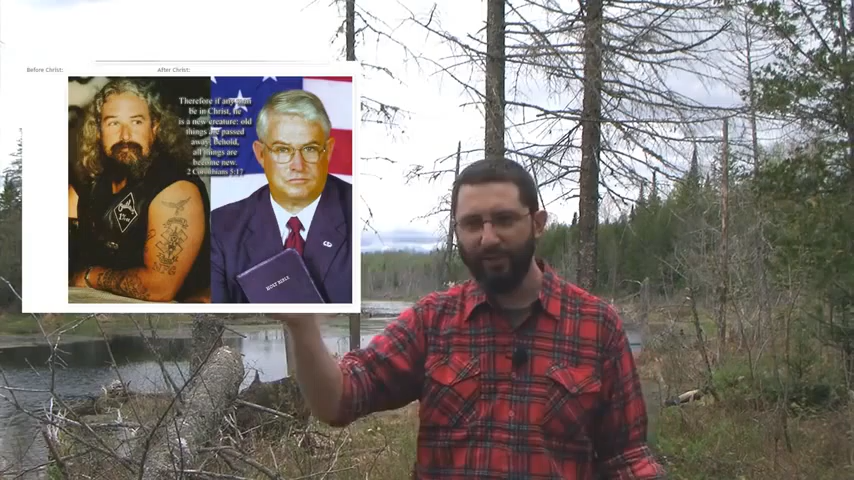 Before Christ:
After Christ:
Therefore if any man
be in Christ, he
is a new creature: old
things are passed
away; behold,
all things are
become new.
2 Corinthians 5:17
HOLY BIBLE